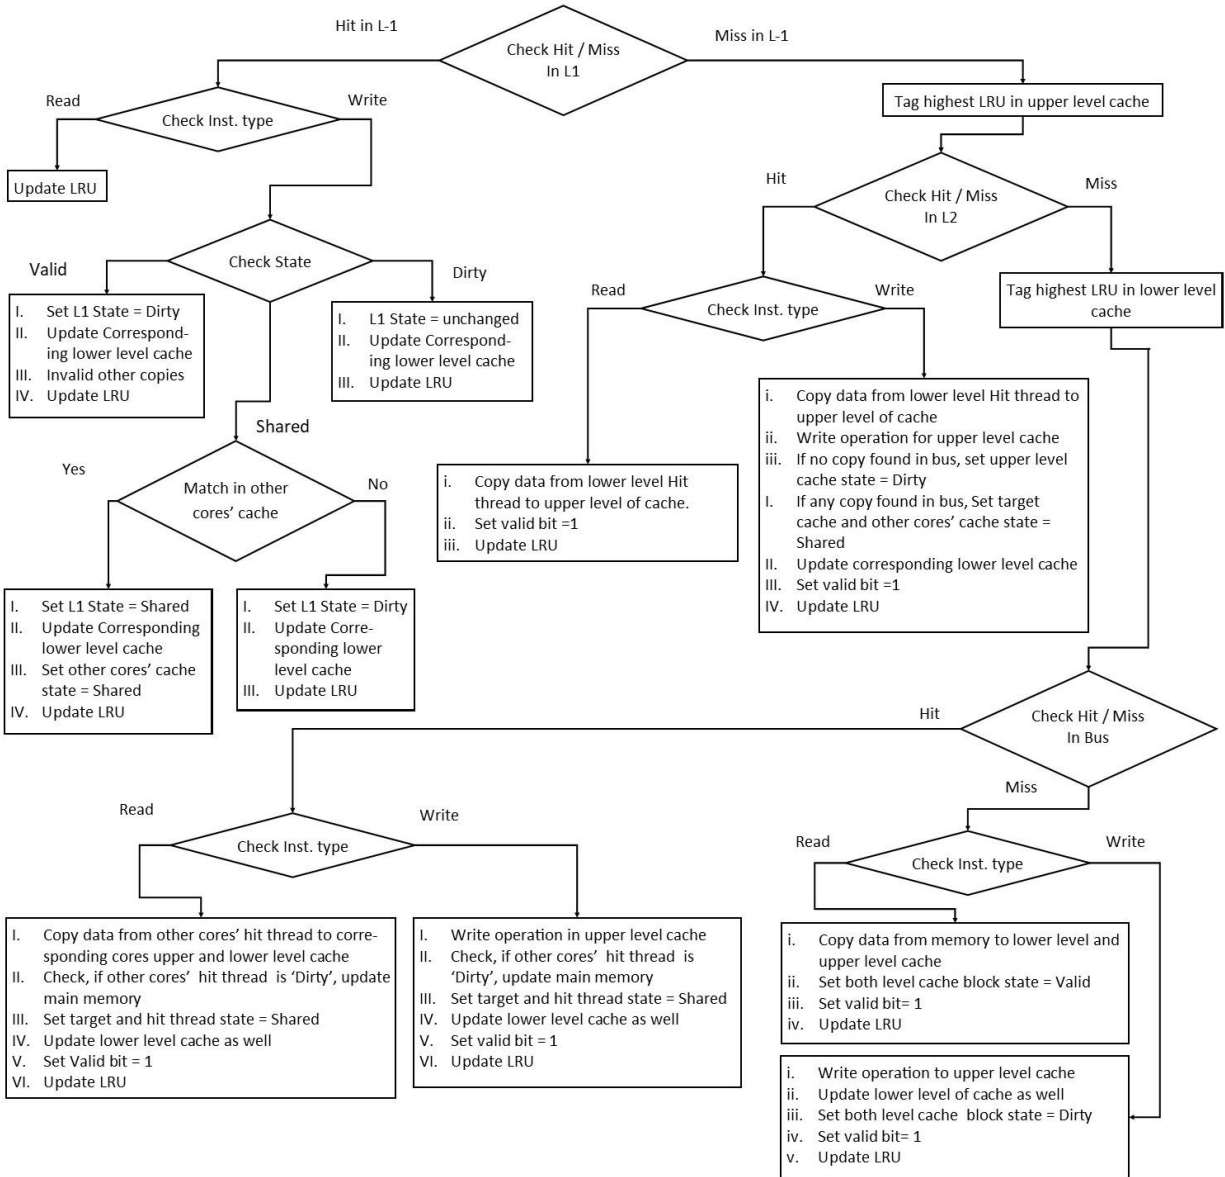 Hit in L-1
Check Hit / Miss
In L1
Miss in L-1
Read
Check Inst. type
Write
Update LRU
Tag highest LRU in upper level cache
Hit
Check Hit / Miss
In L2
Miss
Valid
Check State
Dirty
I. Set L1 State = Dirty
II. Update Correspond-
ing lower level cache
III. Invalid other copies
IV. Update LRU
I. L1 State = unchanged
II. Update Correspond-
ing lower level cache
III. Update LRU
Read
Check Inst. type
Write
Tag highest LRU in lower level
cache
Shared
Yes
Match in other
cores’ cache
No
i. Copy data from lower level Hit
thread to upper level of cache.
ii. Set valid bit =1
iii. Update LRU
i. Copy data from lower level Hit thread to
upper level of cache
ii. Write operation for upper level cache
iii. If no copy found in bus, set upper level
cache state = Dirty
I. If any copy found in bus, Set target
cache and other cores’ cache state =
Shared
II. Update corresponding lower level cache
III. Set valid bit =1
IV. Update LRU
I. Set L1 State = Shared
II. Update Corresponding
lower level cache
III. Set other cores’ cache
state = Shared
IV. Update LRU
I. Set L1 State = Dirty
II. Update Corre-
sponding lower
level cache
III. Update LRU
Hit
Check Hit / Miss
In Bus
Miss
Read
Check Inst. type
Write
Read
Check Inst. type
Write
I. Copy data from other cores’ hit thread to corre-
sponding cores upper and lower level cache
II. Check, if other cores’ hit thread is ‘Dirty’, update
main memory
III. Set target and hit thread state = Shared
IV. Update lower level cache as well
V. Set Valid bit = 1
VI. Update LRU
I. Write operation in upper level cache
II. Check, if other cores’ hit thread is
‘Dirty’, update main memory
III. Set target and hit thread state = Shared
IV. Update lower level cache as well
V. Set valid bit = 1
VI. Update LRU
i. Copy data from memory to lower level and
upper level cache
ii. Set both level cache block state = Valid
iii. Set valid bit= 1
iv. Update LRU
i. Write operation to upper level cache
ii. Update lower level of cache as well
iii. Set both level cache block state = Dirty
iv. Set valid bit= 1
v. Update LRU